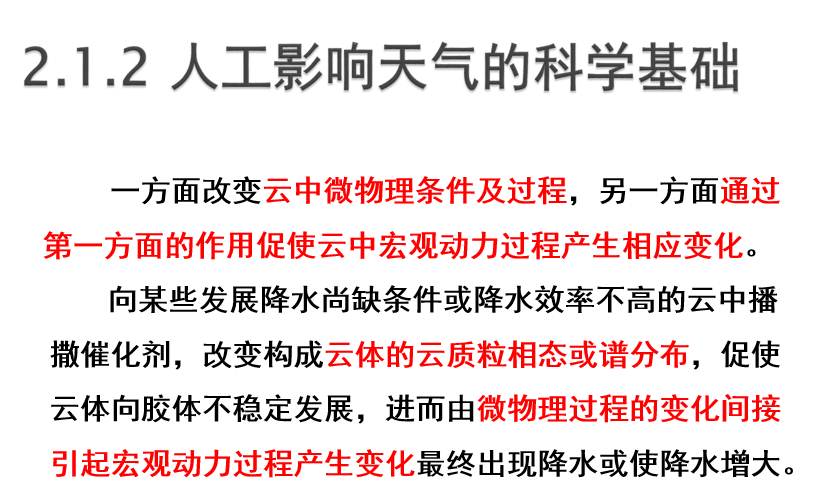 2.1.2 人工影响天气的科学基础
一方面改变云中微物理条件及过程，另一方面通过
第一方面的作用促使云中宏观动力过程产生相应变化。
向某些发展降水尚缺条件或降水效率不高的云中播
撒催化剂，改变构成云体的云质粒相态或谱分布，促使
云体向胶体不稳定发展，进而由微物理过程的变化间接
引起宏观动力过程产生变化最终出现降水或使降水增大。